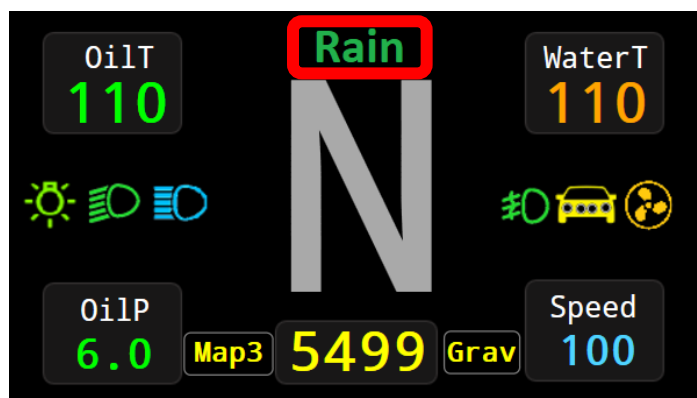 OilT
110
Rain
WaterT
110
N
OilP
6.0
Map3
5499
Grav
Speed
100